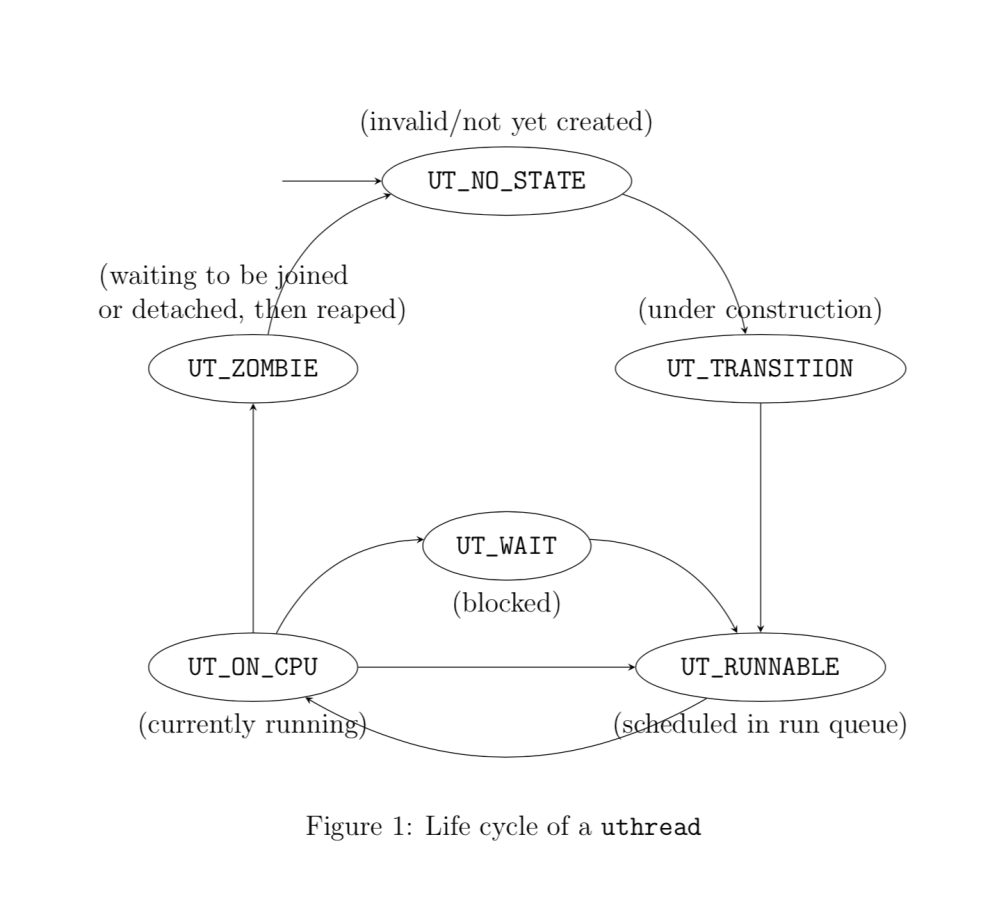 (invalid/not yet created)
UT_NO_STATE
(waiting to be joined
or detached, then reaped)
(under construction)
UT_ZOMBIE
UT_TRANSITION
UT_WAIT
(blocked)
UT_ON_CPU
UT_RUNNABLE
(currently running)
(scheduled in run queue)
Figure 1: Life cycle of a uthread